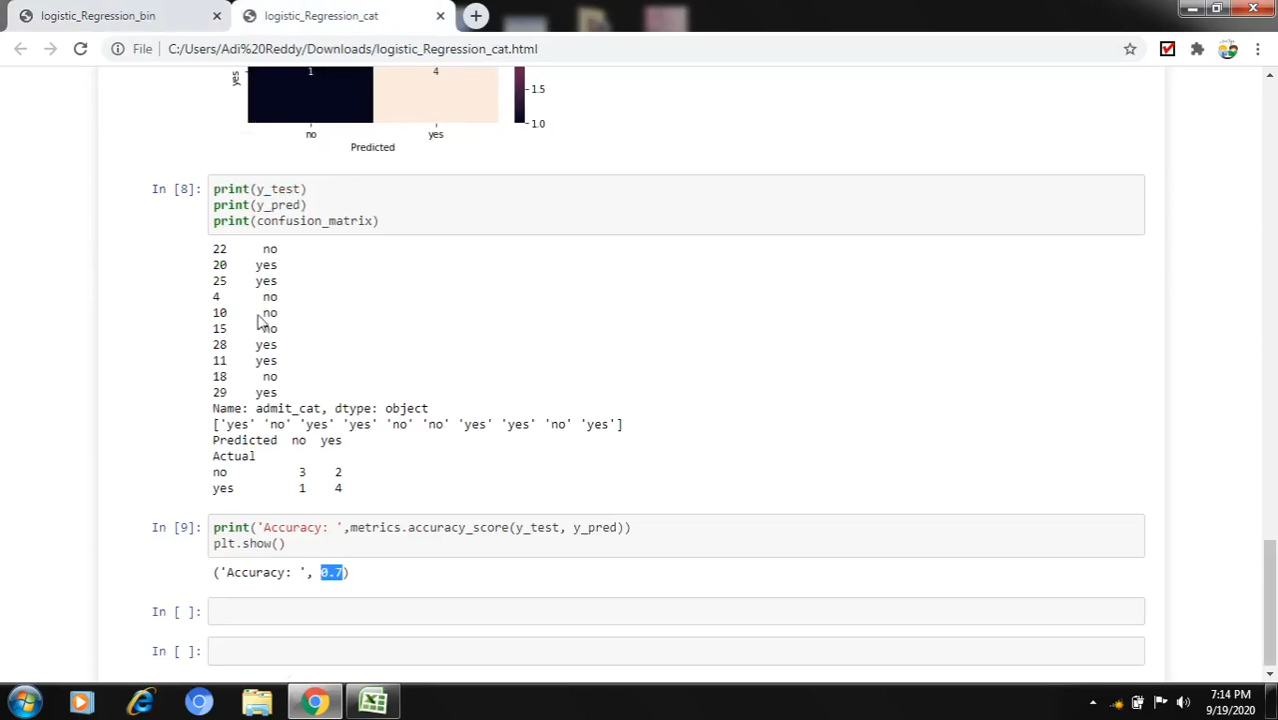 logistic_Regression_bin
logistic_Regression_cat
File C:/Users/Adi%20Reddy/Downloads/logistic_Regression_cat.html
yes
1 4
1.5
1.0
no yes
Predicted
In [8]: print(y_test)
print(y_pred)
print(confusion_matrix)
22 no
20 yes
25 yes
4 no
10 no
15 no
28 yes
11 yes
18 no
29 yes
Name: admit_cat, dtype: object
['yes' 'no' 'yes' 'yes' 'no' 'no' 'yes' 'yes' 'no' 'yes']
Predicted no yes
Actual
no 3 2
yes 1 4
In [9]: print('Accuracy: ',metrics.accuracy_score(y_test, y_pred))
plt.show()
('Accuracy: ', 0.7)
In [ ]:
In [ ]:
7:14 PM
9/19/2020